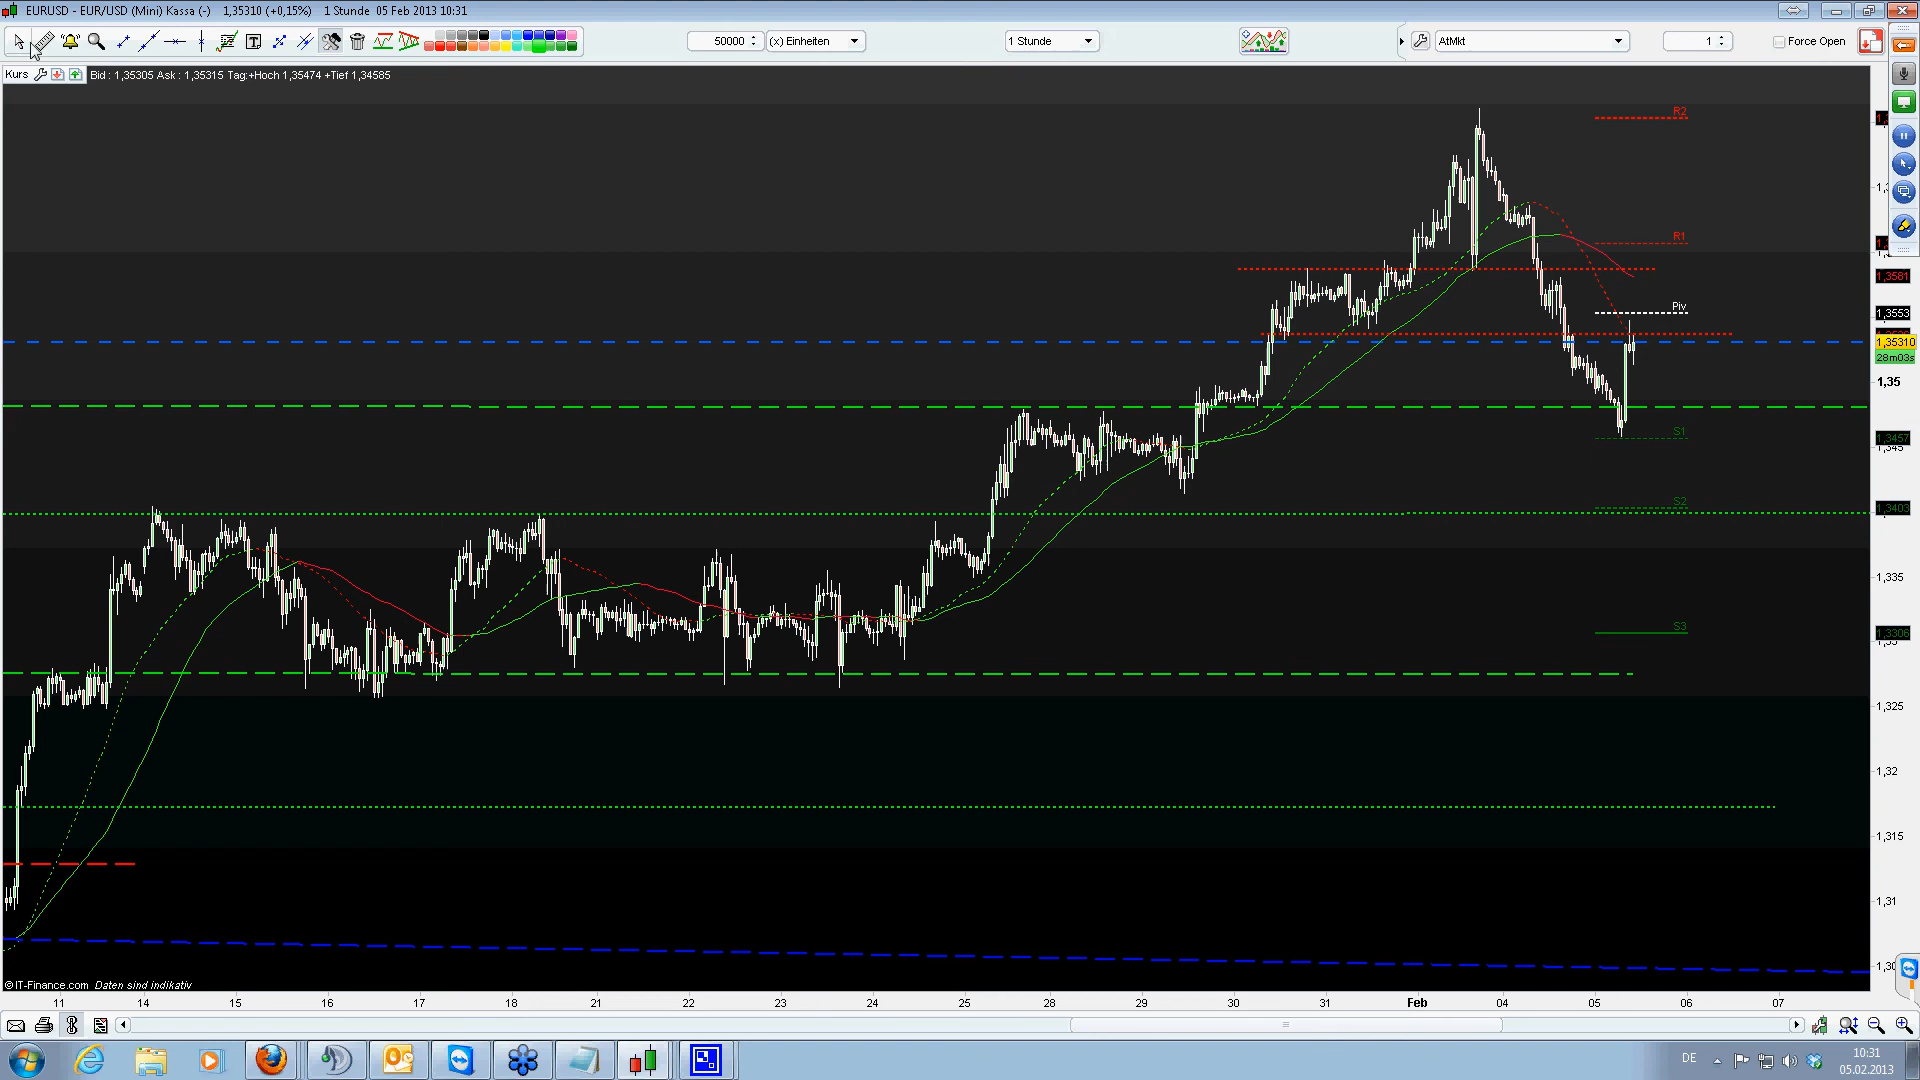 EURUSD - EUR/USD (Mini) Kassa (-) 1,35310 (+0,15%) 1 Stunde 05 Feb 2013 10:31
50000 (x) Einheiten 1 Stunde AtMkt 1 Force Open
Kurs Bid : 1,35305 Ask : 1,35315 Tag:+Hoch 1,35474 +Tief 1,34585
R2
R1
1,3581
Piv
1,3553
1,35310
28m03s
1,35
S1
1,3457
1,345
S2
1,3403
1,335
S3
1,3306
1,325
1,32
1,315
1,31
1,30
© IT-Finance.com Daten sind indikativ
11 14 15 16 17 18 21 22 23 24 25 28 29 30 31 Feb 04 05 06 07
DE
10:31
05.02.2013